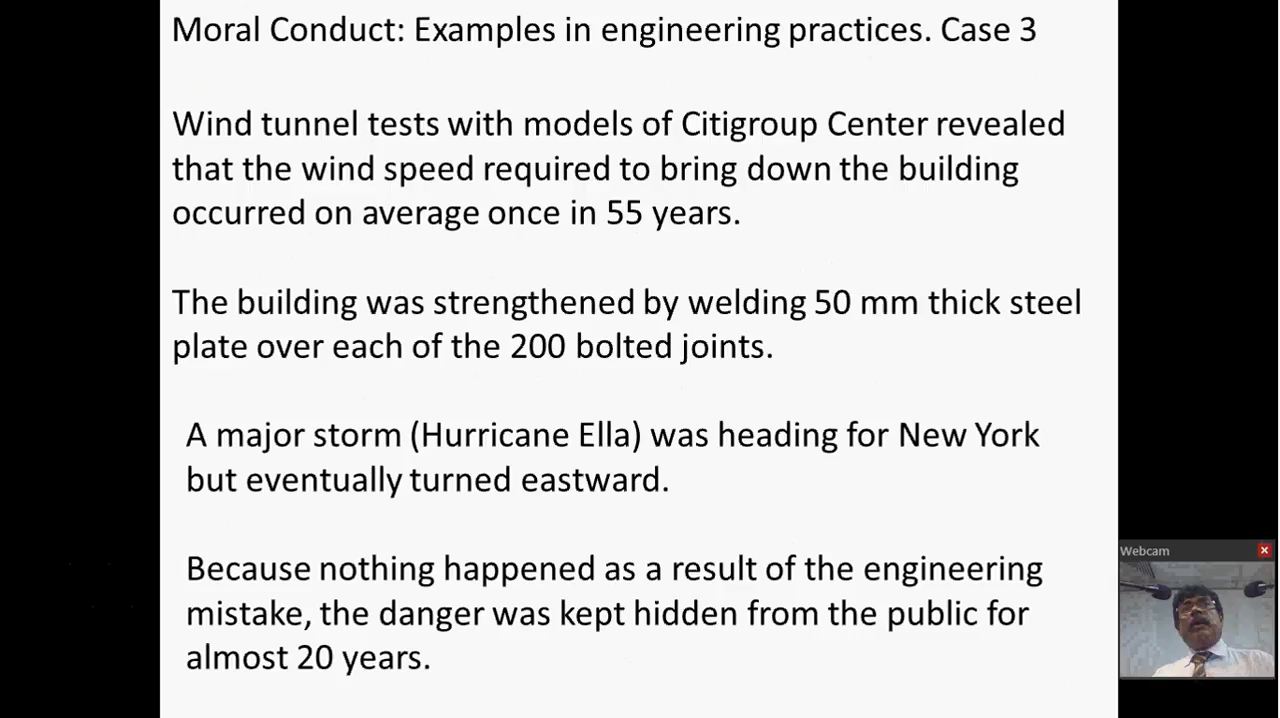 Moral Conduct: Examples in engineering practices. Case 3
Wind tunnel tests with models of Citigroup Center revealed
that the wind speed required to bring down the building
occurred on average once in 55 years.
The building was strengthened by welding 50 mm thick steel
plate over each of the 200 bolted joints.
A major storm (Hurricane Ella) was heading for New York
but eventually turned eastward.
Because nothing happened as a result of the engineering
mistake, the danger was kept hidden from the public for
almost 20 years.
Webcam